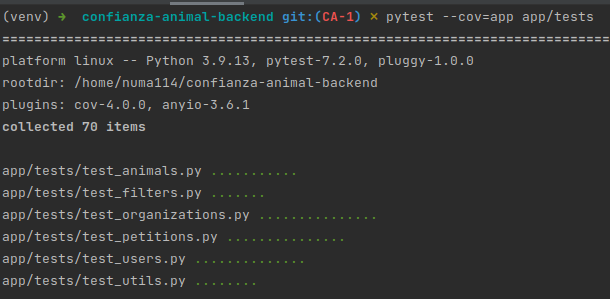 (venv) ➜ confianza-animal-backend git:(CA-1) ✗ pytest --cov=app app/tests
==========================================================================
platform linux -- Python 3.9.13, pytest-7.2.0, pluggy-1.0.0
rootdir: /home/numa114/confianza-animal-backend
plugins: cov-4.0.0, anyio-3.6.1
collected 70 items
app/tests/test_animals.py ...........
app/tests/test_filters.py .......
app/tests/test_organizations.py ...............
app/tests/test_petitions.py ...............
app/tests/test_users.py ..............
app/tests/test_utils.py ........